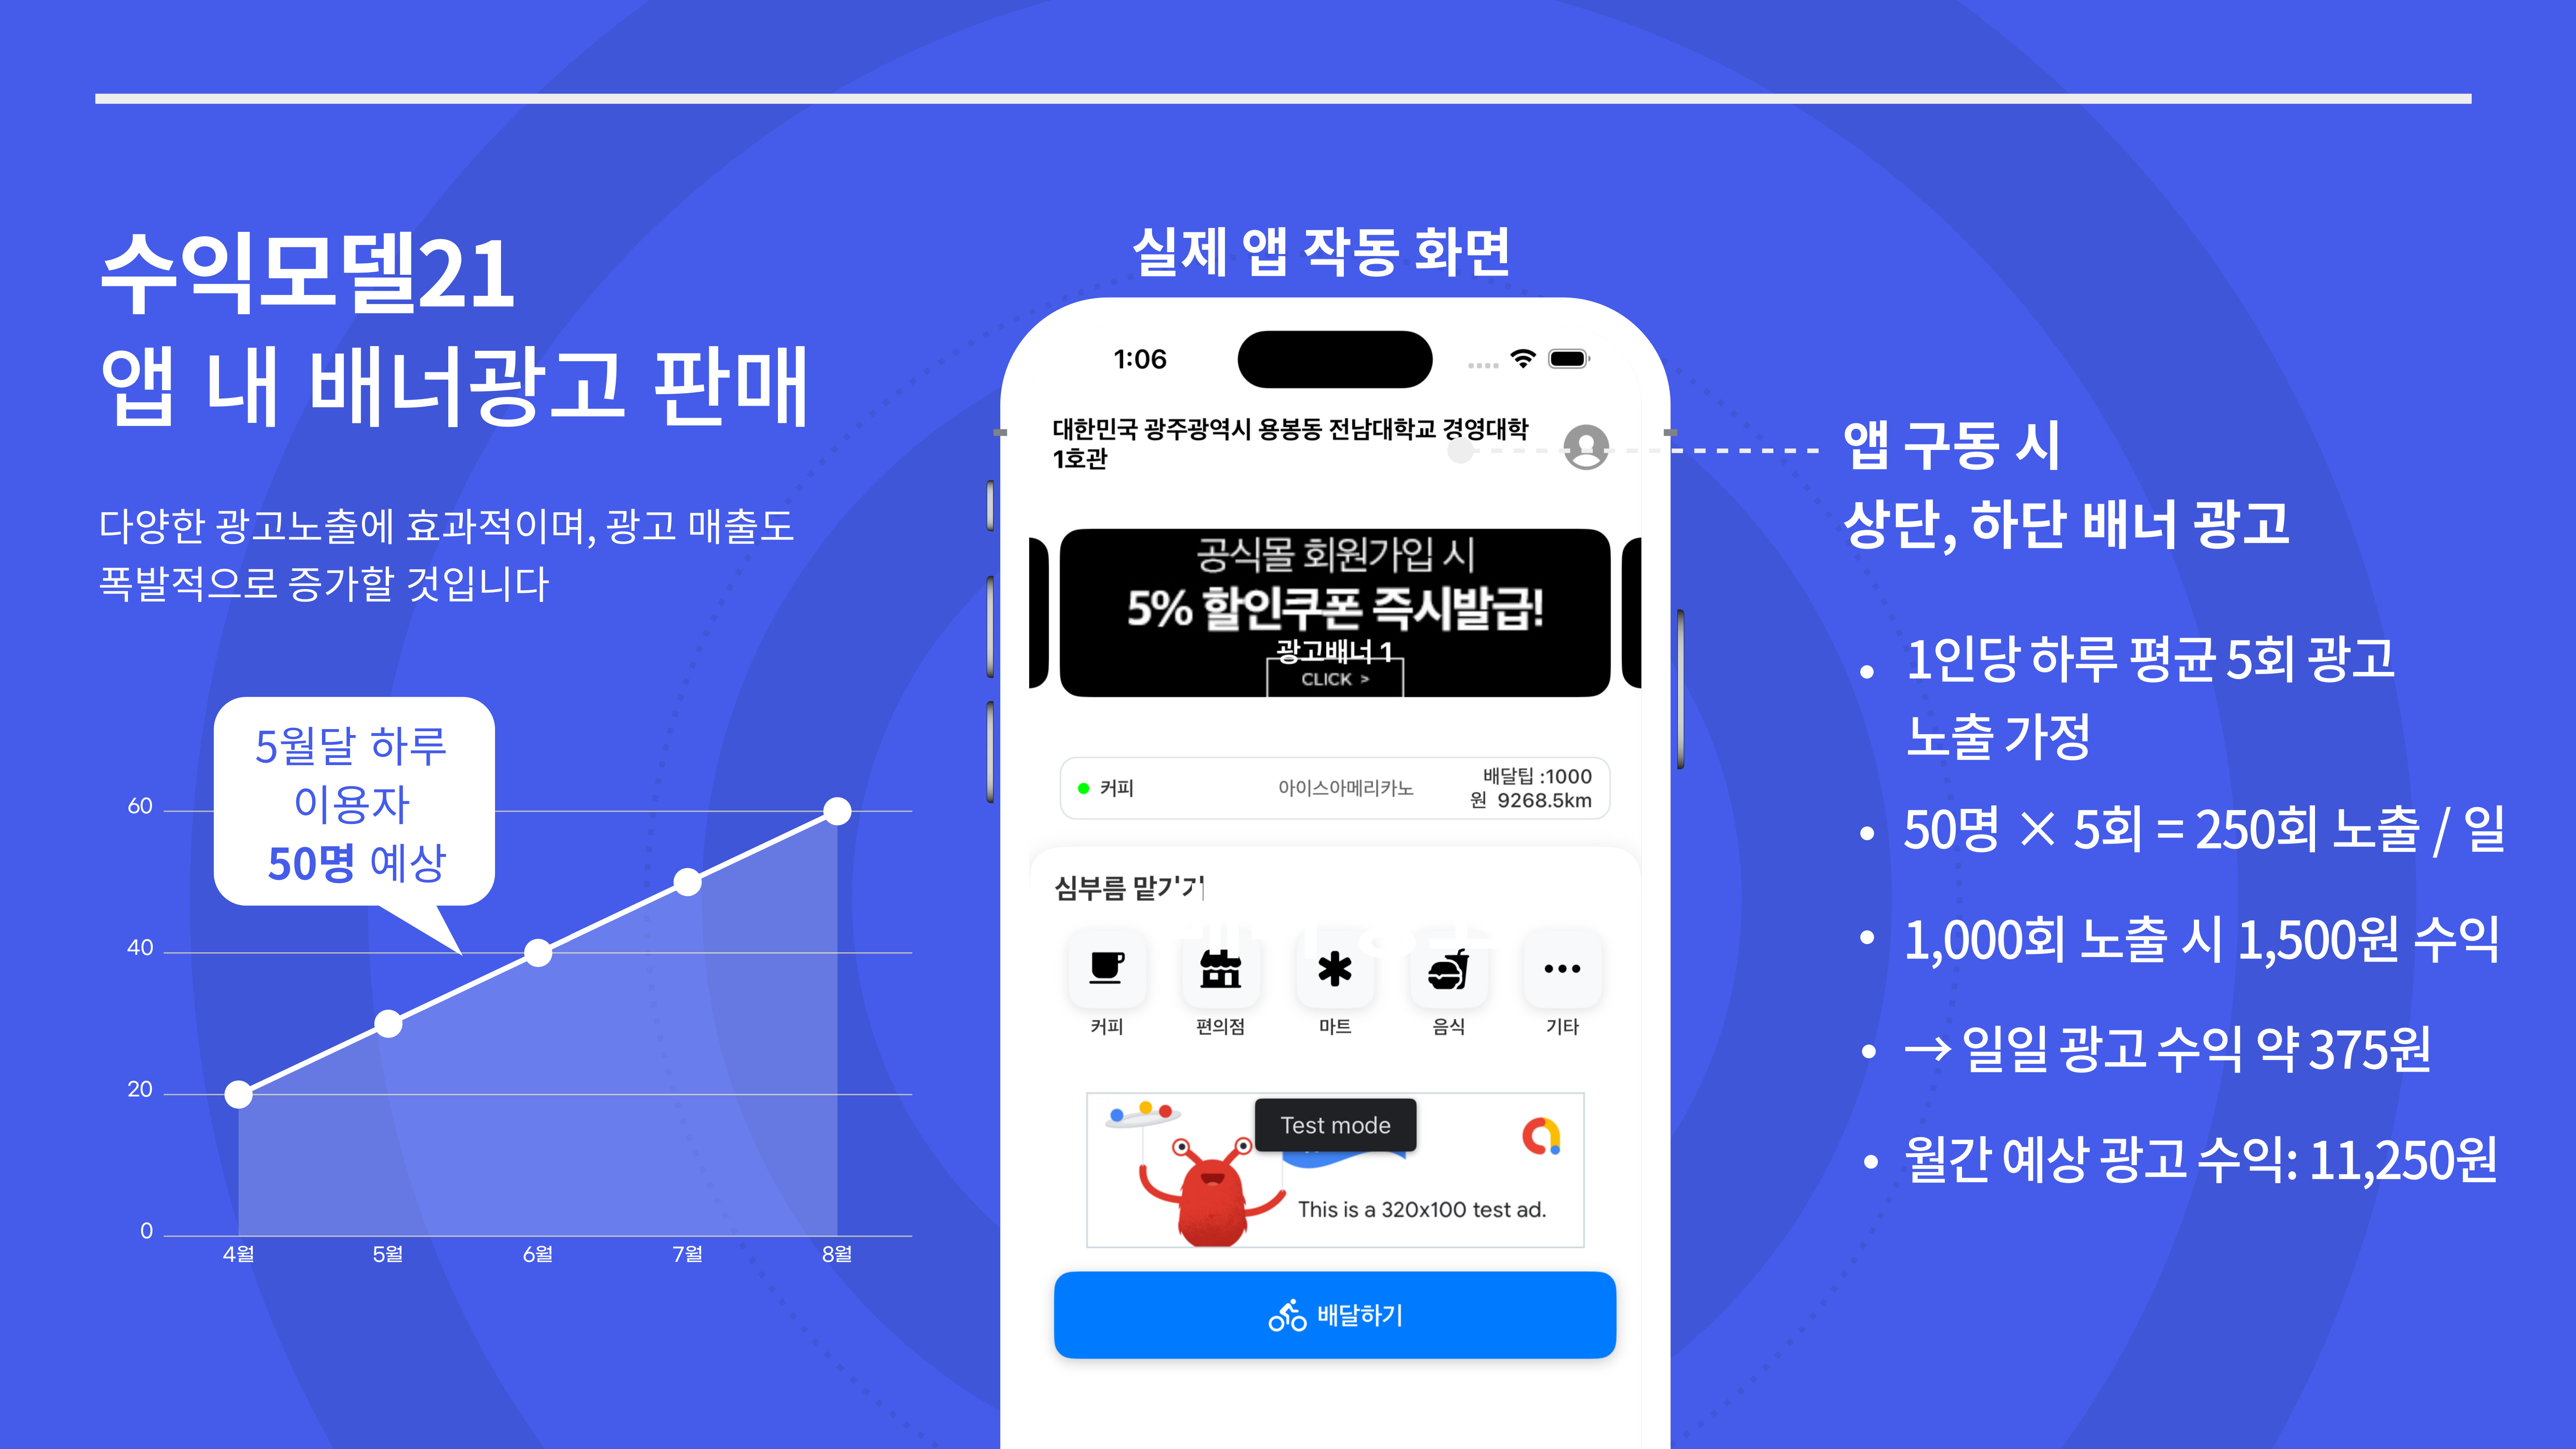 수익모델21
앱 내 배너광고 판매
다양한 광고노출에 효과적이며, 광고 매출도
폭발적으로 증가할 것입니다
5월달 하루
이용자
50명 예상
60
40
20
0
4월
5월
6월
7월
8월
실제 앱 작동 화면
1:06
대한민국 광주광역시 용봉동 전남대학교 경영대학
1호관
공식몰 회원가입 시
5% 할인쿠폰 즉시발급!
광고배너 1
CLICK >
커피
아이스아메리카노
배달팁 :1000
원 9268.5km
심부름 맡기기
커피
편의점
마트
음식
기타
Test mode
This is a 320x100 test ad.
배달하기
앱 구동 시
상단, 하단 배너 광고
• 1인당 하루 평균 5회 광고
노출 가정
• 50명 × 5회 = 250회 노출 / 일
• 1,000회 노출 시 1,500원 수익
• → 일일 광고 수익 약 375원
• 월간 예상 광고 수익: 11,250원